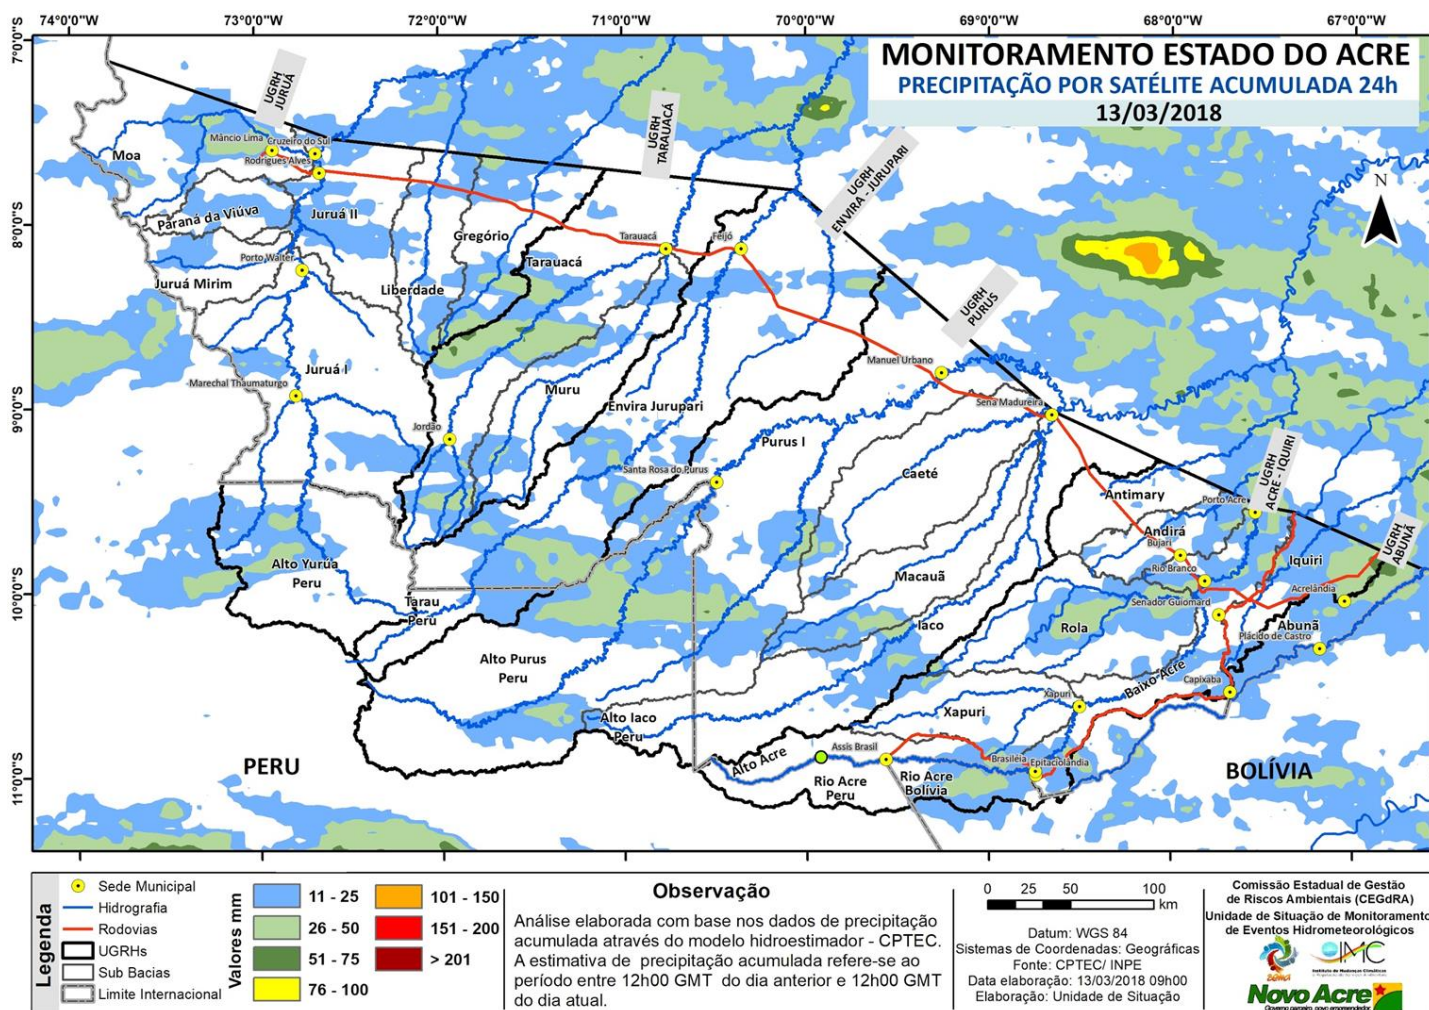 74°0'0"W
73°0'0"W
72°0'0"W
71°0'0"W
70°0'0"W
69°0'0"W
68°0'0"W
67°0'0"W
MONITORAMENTO ESTADO DO ACRE
PRECIPITAÇÃO POR SATÉLITE ACUMULADA 24h
13/03/2018
7°0'0"S
8°0'0"S
9°0'0"S
10°0'0"S
11°0'0"S
N
UGRH
JURUÁ
UGRH
TARAUACÁ
UGRH
ENVIRA - JURUPARI
UGRH
PURUS
UGRH
ACRE - IQUIRI
UGRH
ABUNÃ
Mâncio Lima
Cruzeiro do Sul
Rodrigues Alves
Moa
Paraná da Viúva
Juruá II
Porto Walter
Juruá Mirim
Liberdade
Gregório
Tarauacá
Tarauacá
Feijó
Juruá I
Marechal Thaumaturgo
Jordão
Muru
Envira Jurupari
Manuel Urbano
Sena Madureira
Purus I
Santa Rosa do Purus
Caeté
Antimary
Porto Acre
Andirá
Bujari
Rio Branco
Iquiri
Acrelândia
Senador Guiomard
Abunã
Plácido de Castro
Alto Yurúa
Peru
Tarau
Peru
Macauã
Iaco
Rola
Alto Purus
Peru
Capixaba
Baixo Acre
Xapuri
Xapuri
Alto Iaco
Peru
Alto Acre
Assis Brasil
Brasiléia
Epitaciolândia
Rio Acre
Peru
Rio Acre
Bolívia
PERU
BOLÍVIA
Legenda
Sede Municipal
Hidrografia
Rodovias
UGRHs
Sub Bacias
Limite Internacional
Valores mm
11 - 25
26 - 50
51 - 75
76 - 100
101 - 150
151 - 200
> 201
Observação
Análise elaborada com base nos dados de precipitação
acumulada através do modelo hidroestimador - CPTEC.
A estimativa de precipitação acumulada refere-se ao
período entre 12h00 GMT do dia anterior e 12h00 GMT
do dia atual.
0 25 50 100
km
Datum: WGS 84
Sistemas de Coordenadas: Geográficas
Fonte: CPTEC/ INPE
Data elaboração: 13/03/2018 09h00
Elaboração: Unidade de Situação
Comissão Estadual de Gestão
de Riscos Ambientais (CEGdRA)
Unidade de Situação de Monitoramento
de Eventos Hidrometeorológicos
IMC
Novo Acre